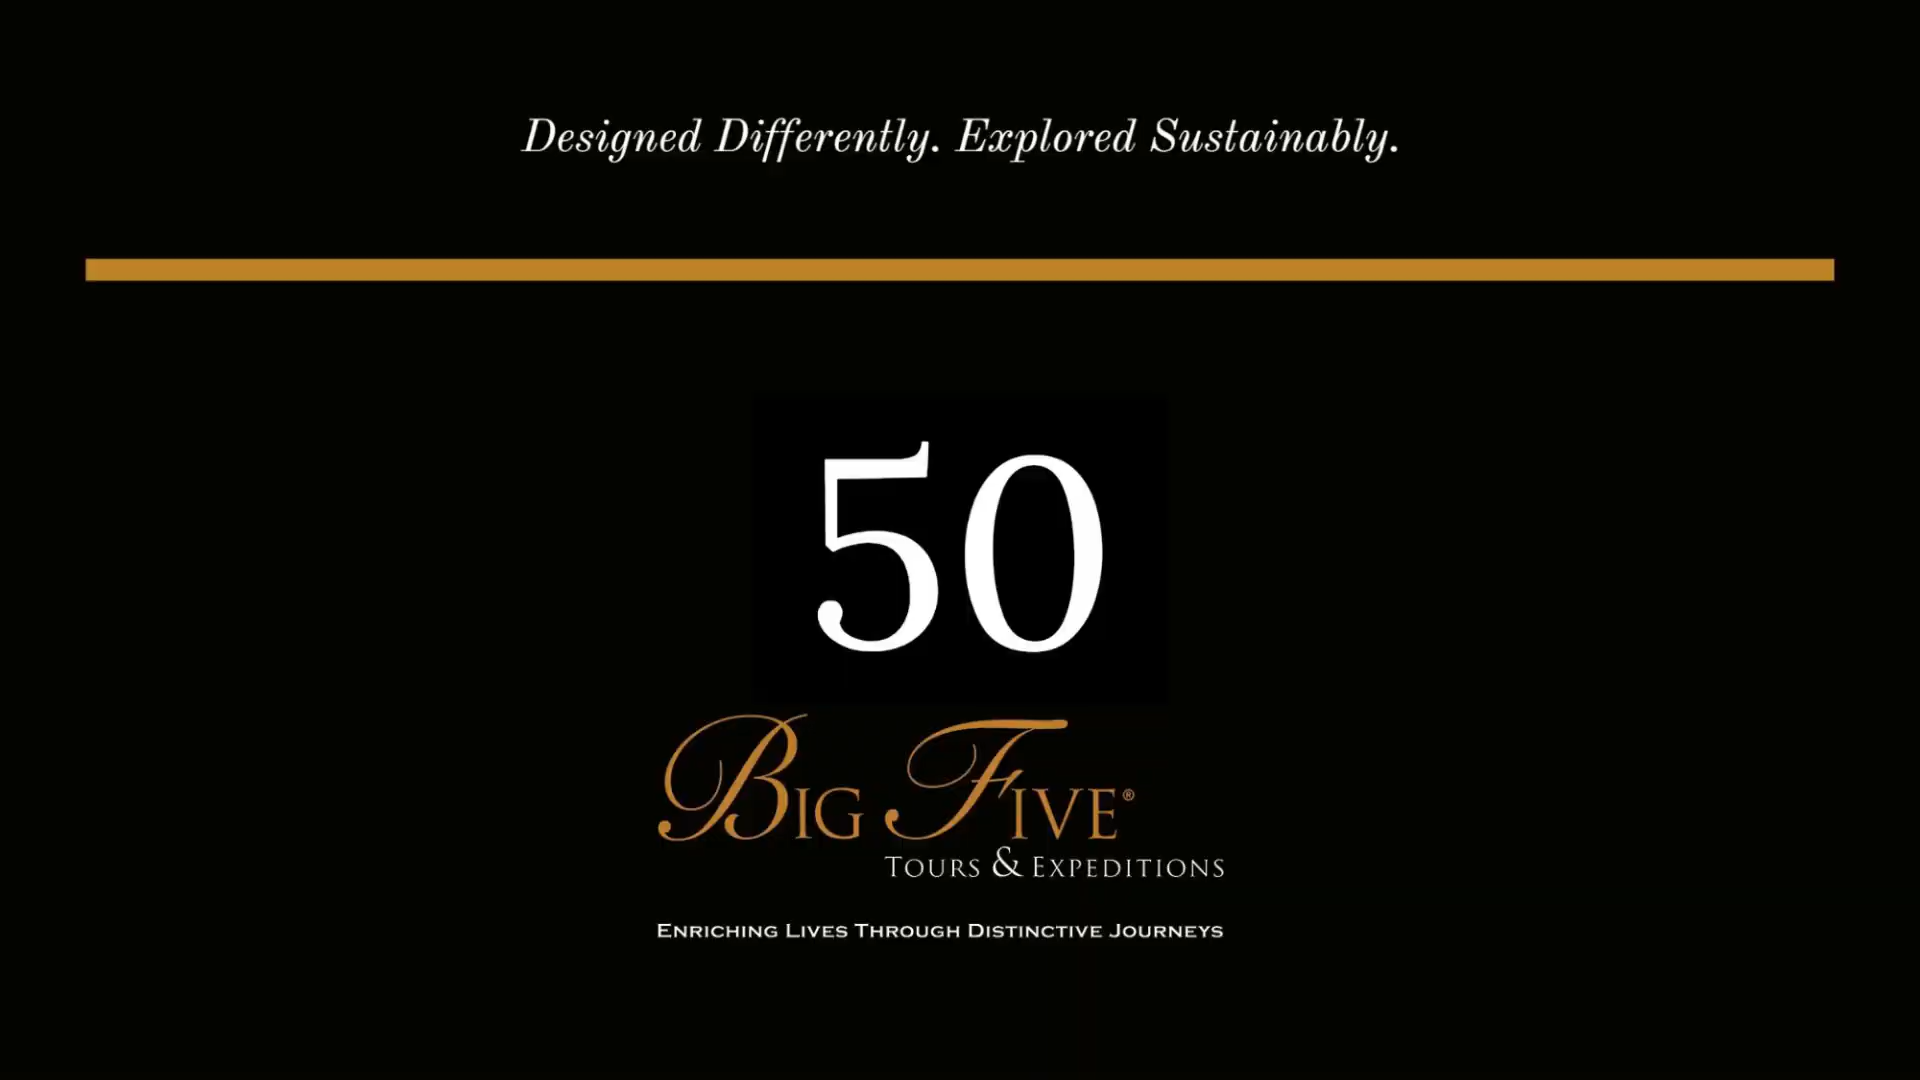 Designed Differently. Explored Sustainably.
50
BIG FIVE®
TOURS & EXPEDITIONS
ENRICHING LIVES THROUGH DISTINCTIVE JOURNEYS